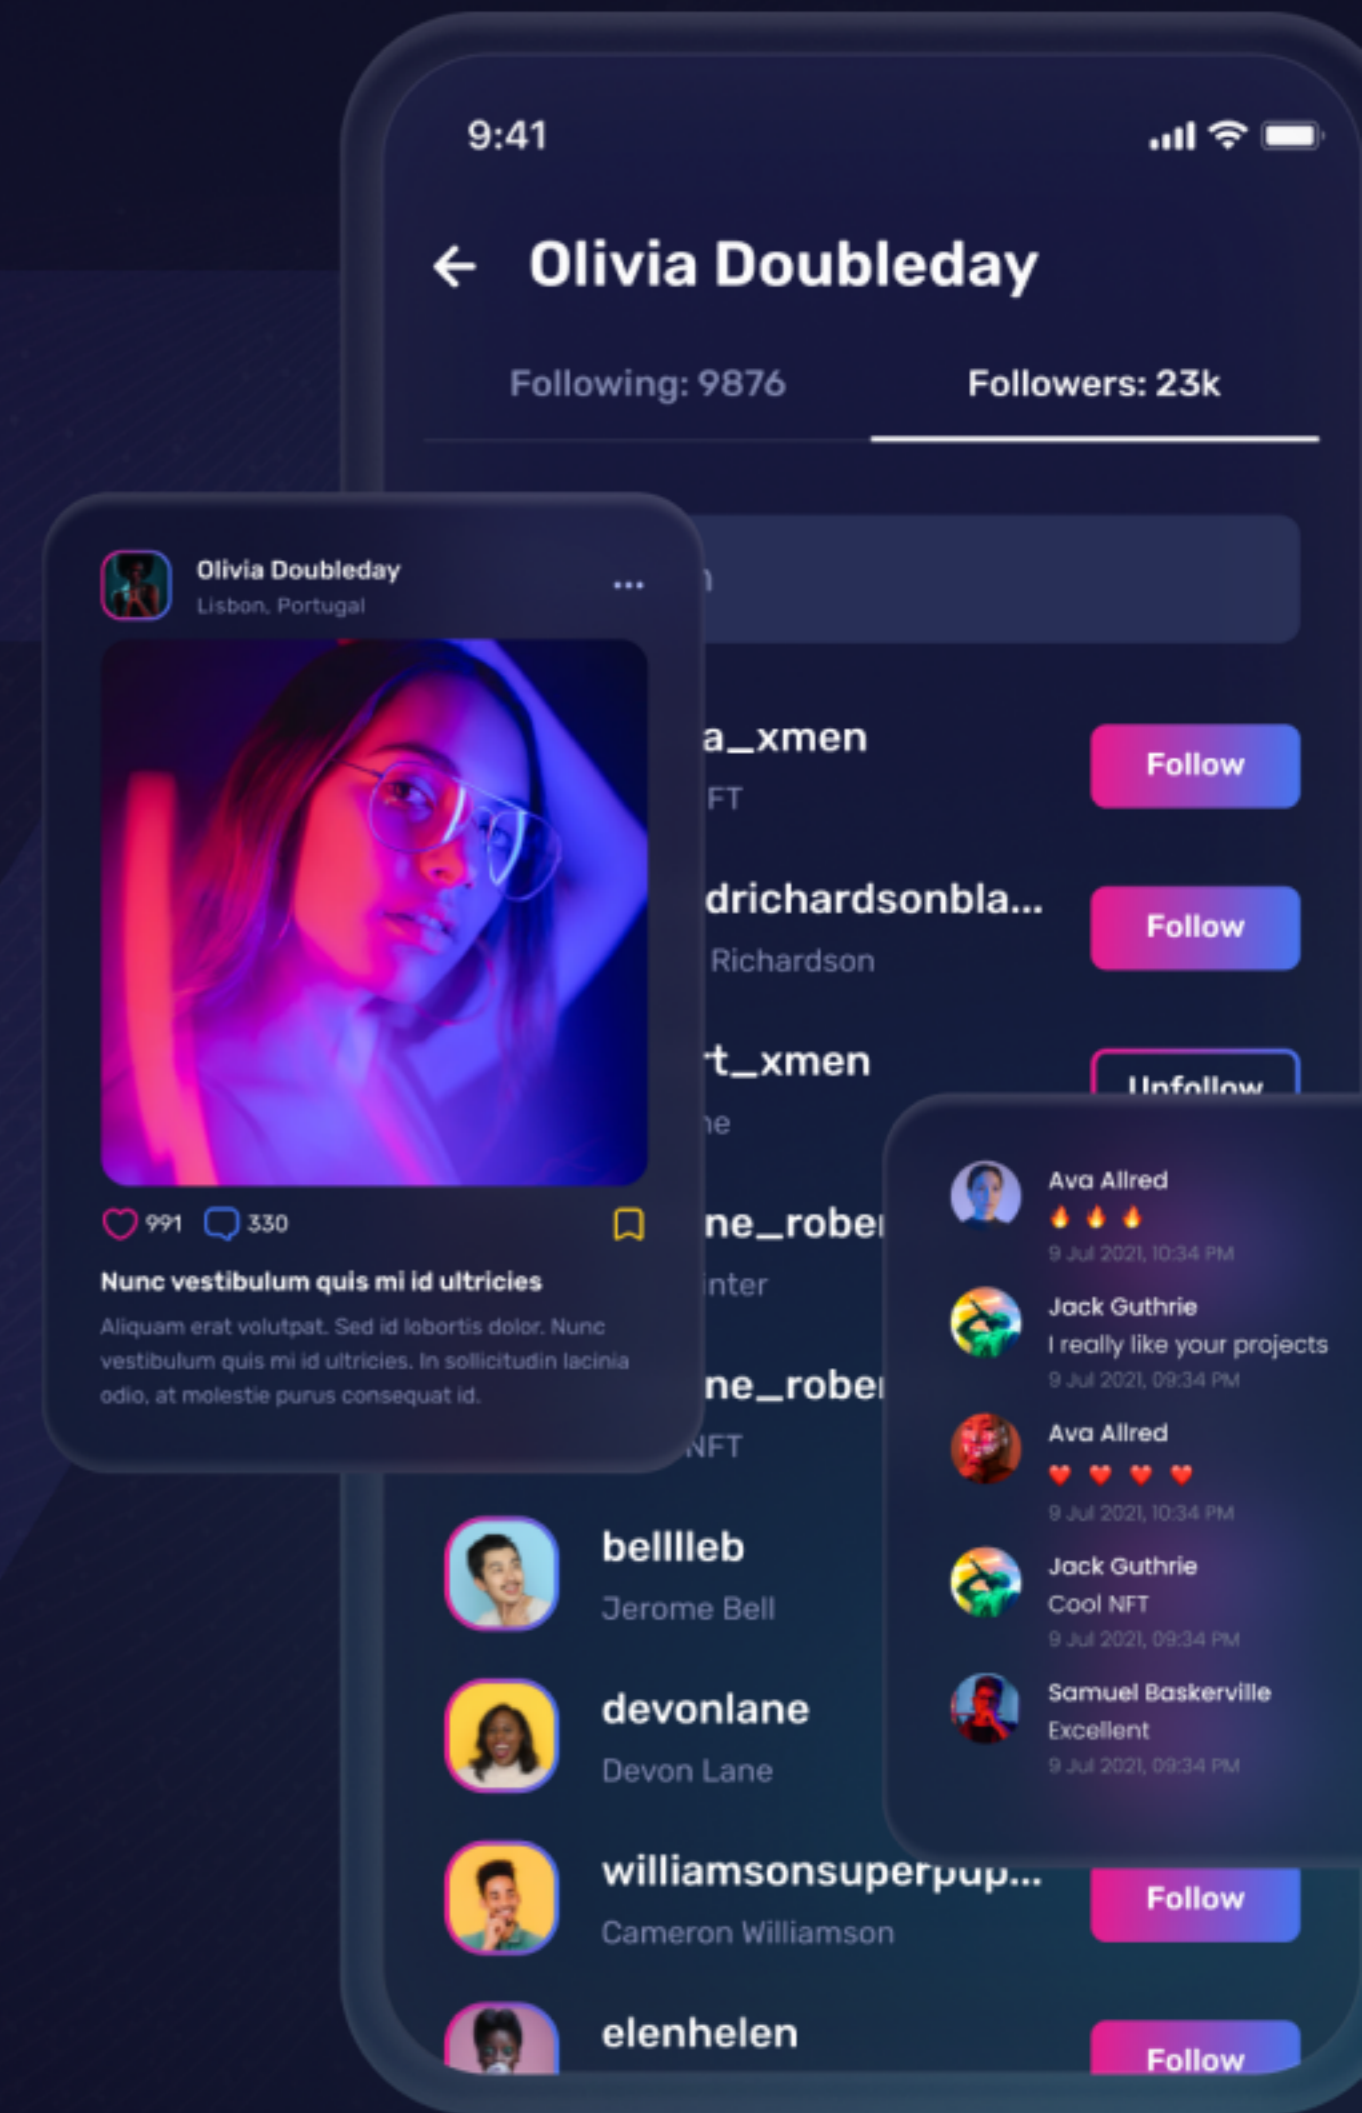 9:41
Olivia Doubleday
Following: 9876
Followers: 23k
Olivia Doubleday
Lisbon, Portugal
991
330
Nunc vestibulum quis mi id ultricies
Aliquam erat volutpat. Sed id lobortis dolor. Nunc
vestibulum quis mi id ultricies. In sollicitudin lacinia
odio, at molestie purus consequat id.
a_xmen
FT
Follow
drichardsonbla...
Richardson
Follow
rt_xmen
ne
Unfollow
ne_rober
inter
ne_rober
NFT
Ava Allred
🔥 🔥 🔥
9 Jul 2021, 10:34 PM
Jack Guthrie
I really like your projects
9 Jul 2021, 09:34 PM
Ava Allred
❤️ ❤️ ❤️ ❤️
9 Jul 2021, 10:34 PM
Jack Guthrie
Cool NFT
9 Jul 2021, 09:34 PM
Samuel Baskerville
Excellent
9 Jul 2021, 09:34 PM
bellleb
Jerome Bell
devonlane
Devon Lane
williamsonsuperpup...
Cameron Williamson
Follow
elenhelen
Follow